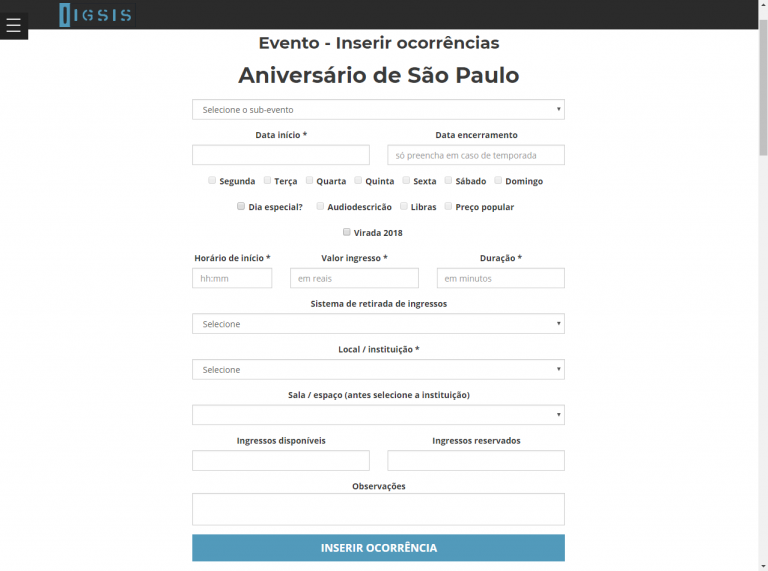 IGSIS
Evento - Inserir ocorrências
Aniversário de São Paulo
Selecione o sub-evento
Data início * Data encerramento
só preencha em caso de temporada
Segunda Terça Quarta Quinta Sexta Sábado Domingo
Dia especial? Audiodescricão Libras Preço popular
Virada 2018
Horário de início * Valor ingresso * Duração *
hh:mm em reais em minutos
Sistema de retirada de ingressos
Selecione
Local / instituição *
Selecione
Sala / espaço (antes selecione a instituição)
Ingressos disponíveis Ingressos reservados
Observações
INSERIR OCORRÊNCIA